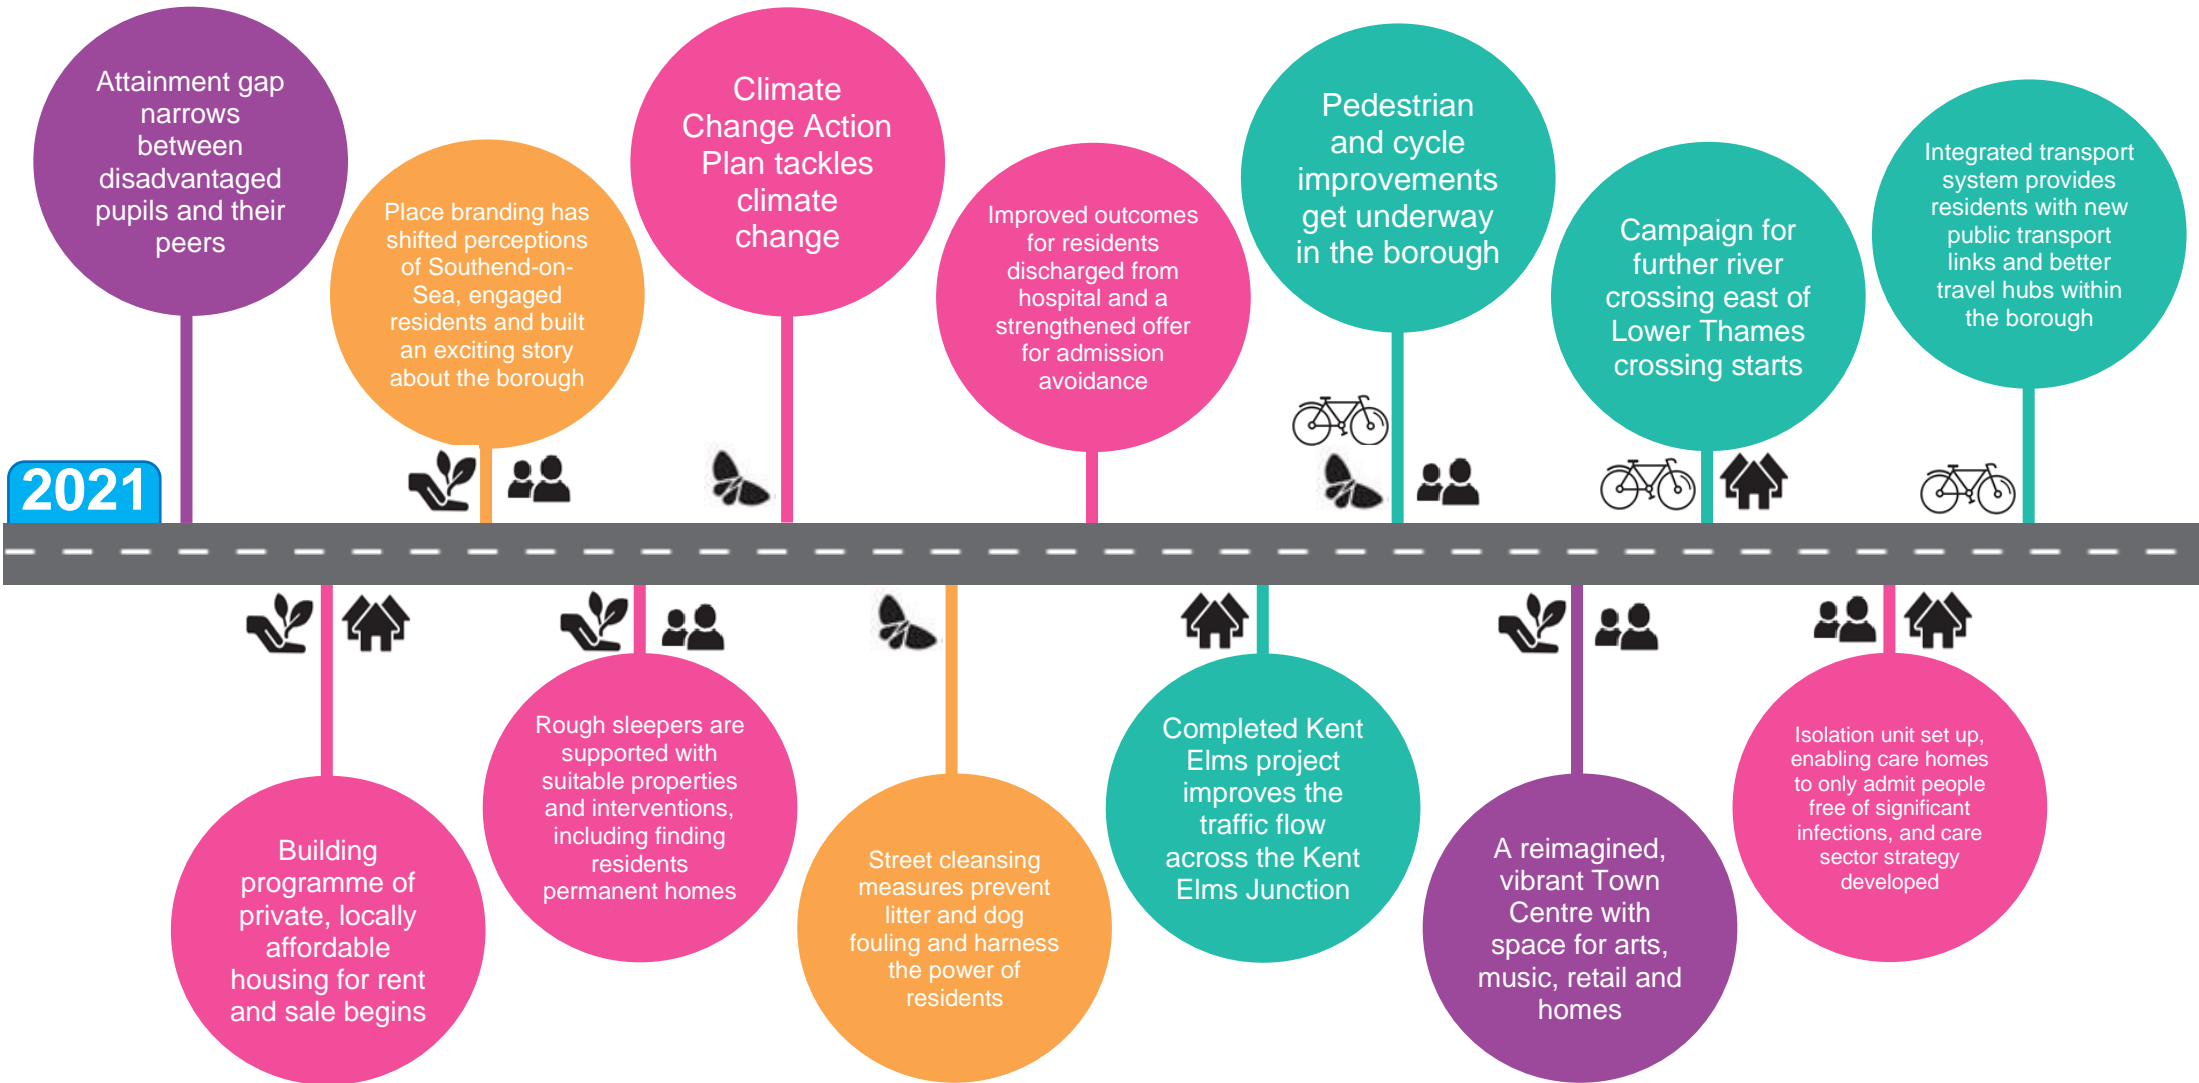 Attainment gap
narrows
between
disadvantaged
pupils and their
peers
Place branding has
shifted perceptions
of Southend-on-
Sea, engaged
residents and built
an exciting story
about the borough
Climate
Change Action
Plan tackles
climate
change
Improved outcomes
for residents
discharged from
hospital and a
strengthened offer
for admission
avoidance
Pedestrian
and cycle
improvements
get underway
in the borough
Campaign for
further river
crossing east of
Lower Thames
crossing starts
Integrated transport
system provides
residents with new
public transport
links and better
travel hubs within
the borough
2021
Building
programme of
private, locally
affordable
housing for rent
and sale begins
Rough sleepers are
supported with
suitable properties
and interventions,
including finding
residents
permanent homes
Street cleansing
measures prevent
litter and dog
fouling and harness
the power of
residents
Completed Kent
Elms project
improves the
traffic flow
across the Kent
Elms Junction
A reimagined,
vibrant Town
Centre with
space for arts,
music, retail and
homes
Isolation unit set up,
enabling care homes
to only admit people
free of significant
infections, and care
sector strategy
developed